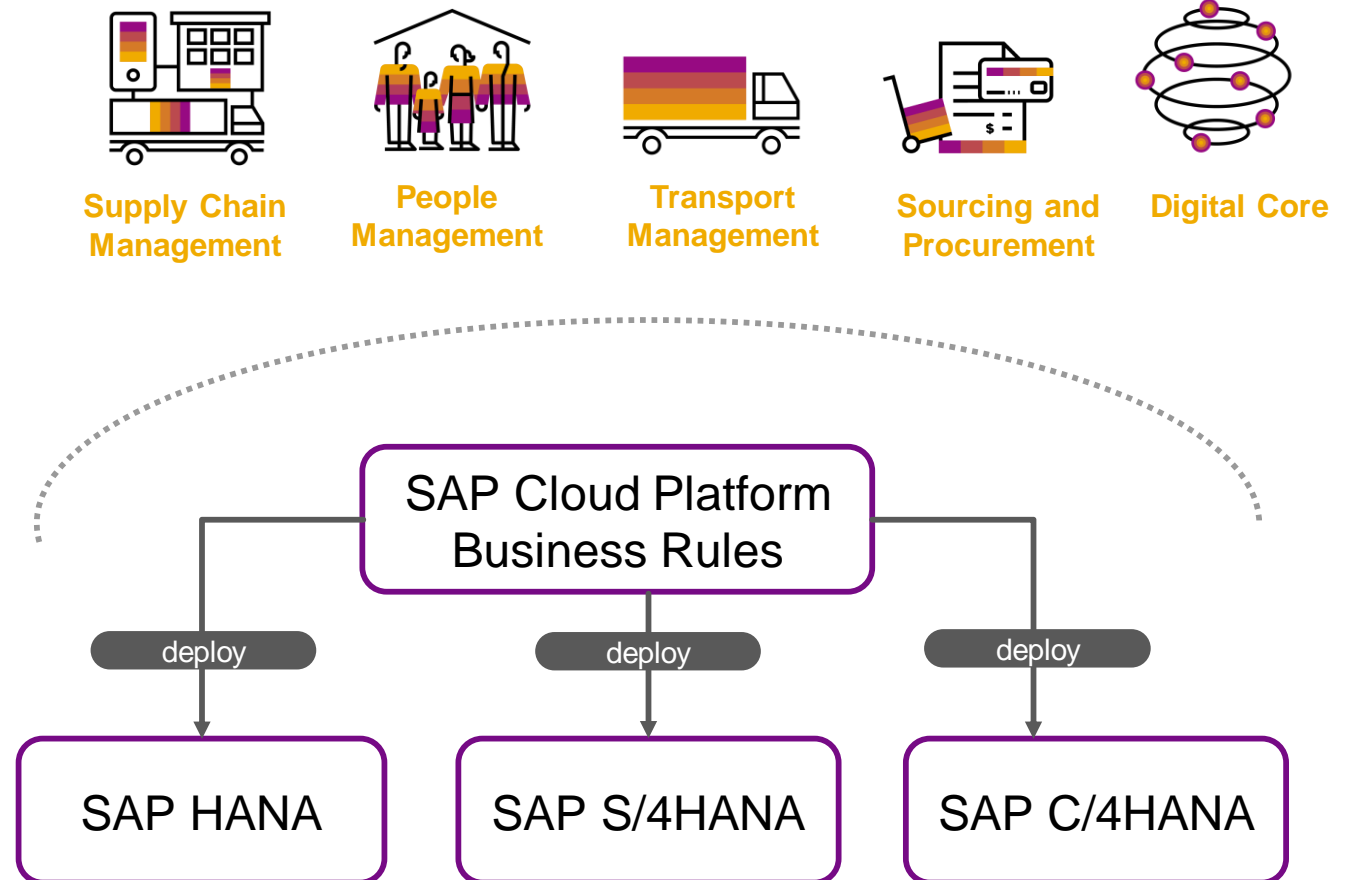 Supply Chain
Management
People
Management
Transport
Management
$
Sourcing and
Procurement
Digital Core
SAP Cloud Platform
Business Rules
deploy
deploy
deploy
SAP HANA
SAP S/4HANA
SAP C/4HANA